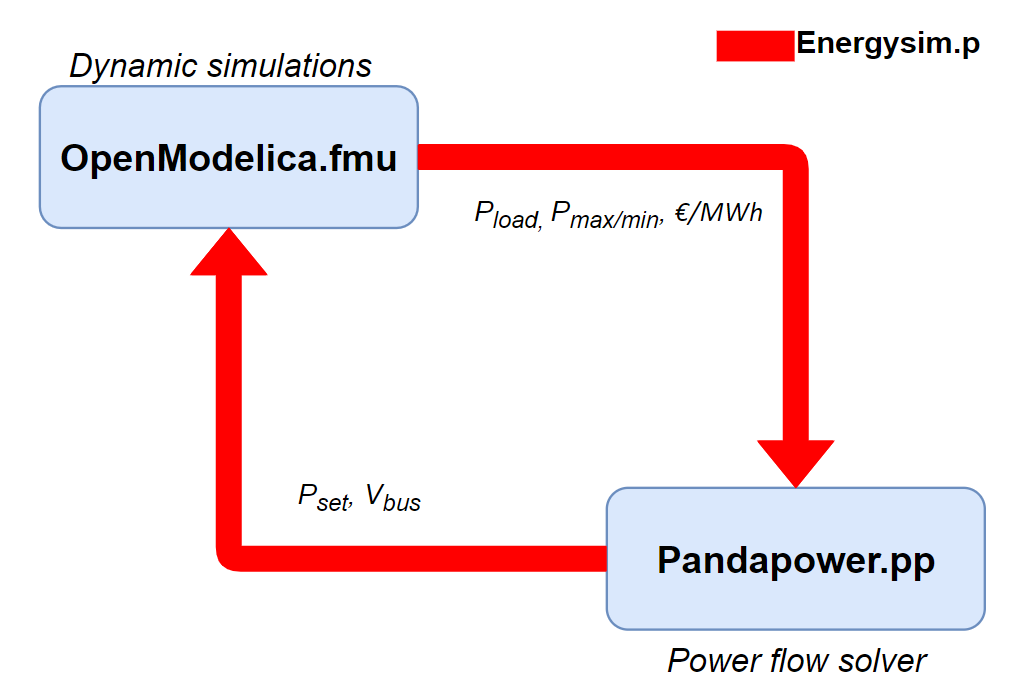 Energysim.p
Dynamic simulations
OpenModelica.fmu
Pload, Pmax/min, €/MWh
Pset, Vbus
Pandapower.pp
Power flow solver